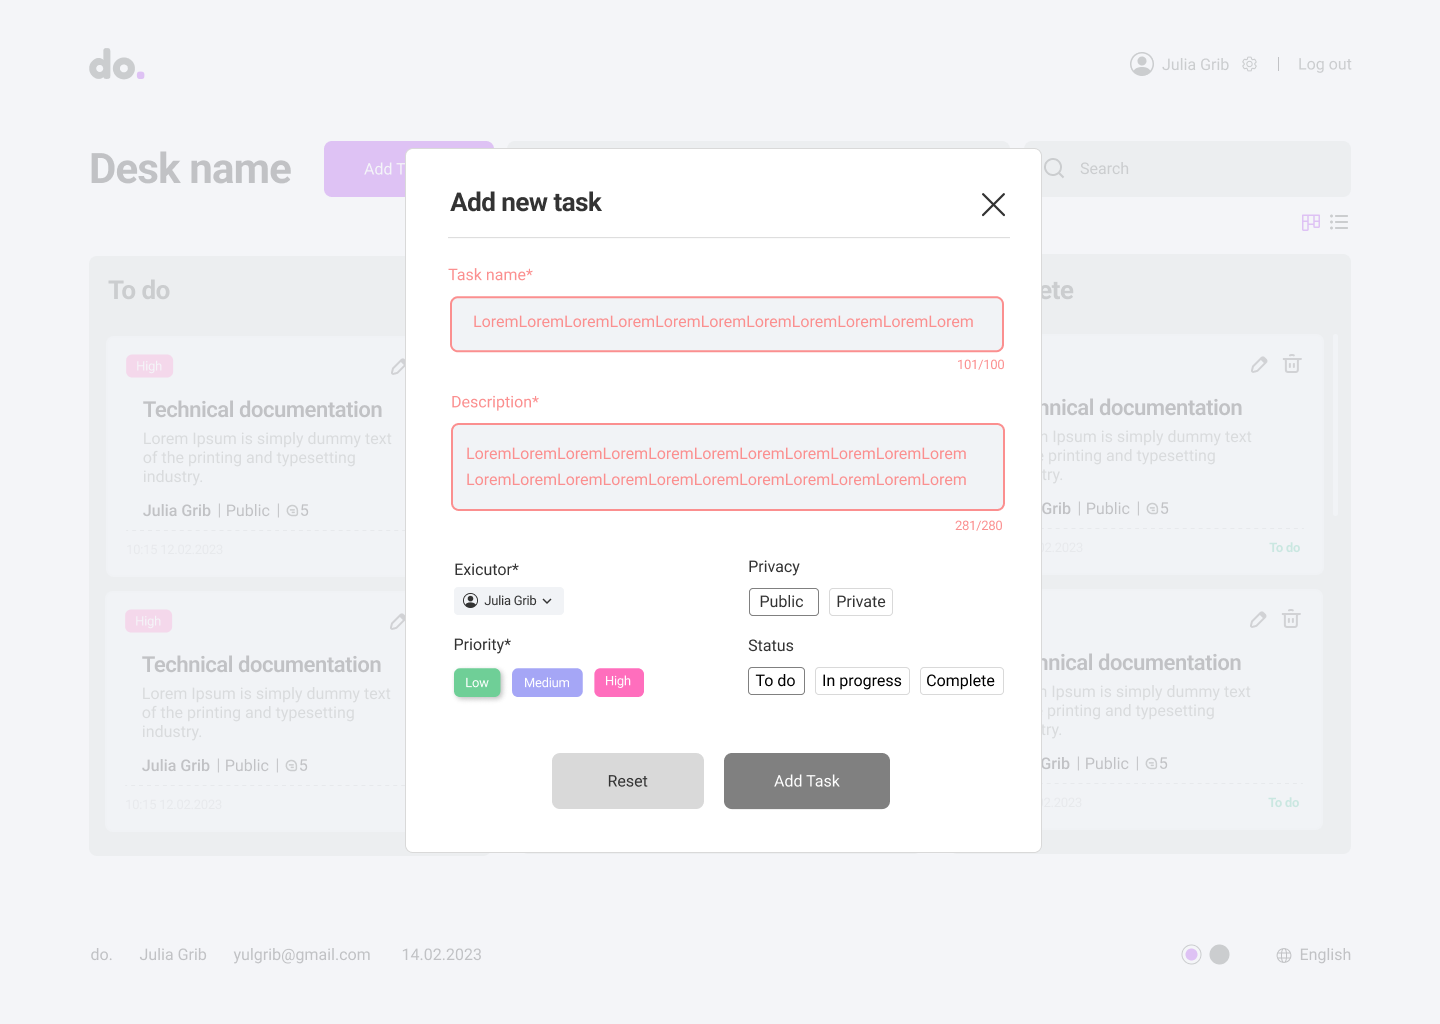 do.
Julia Grib | Log out
Desk name
Add T
Search
Add new task
Task name*
LoremLoremLoremLoremLoremLoremLoremLoremLoremLoremLorem
101/100
Description*
LoremLoremLoremLoremLoremLoremLoremLoremLoremLoremLorem
LoremLoremLoremLoremLoremLoremLoremLoremLoremLoremLorem
281/280
Exicutor*
Julia Grib
Privacy
Public
Private
Priority*
Low
Medium
High
Status
To do
In progress
Complete
Reset
Add Task
To do
High
Technical documentation
Lorem Ipsum is simply dummy text
of the printing and typesetting
industry.
Julia Grib | Public | 5
10:15 12.02.2023
High
Technical documentation
Lorem Ipsum is simply dummy text
of the printing and typesetting
industry.
Julia Grib | Public | 5
10:15 12.02.2023
ete
nical documentation
Ipsum is simply dummy text
printing and typesetting
try.
Grib | Public | 5
2.2023
To do
nical documentation
Ipsum is simply dummy text
printing and typesetting
try.
Grib | Public | 5
02.2023
To do
do.
Julia Grib
yulgrib@gmail.com
14.02.2023
English